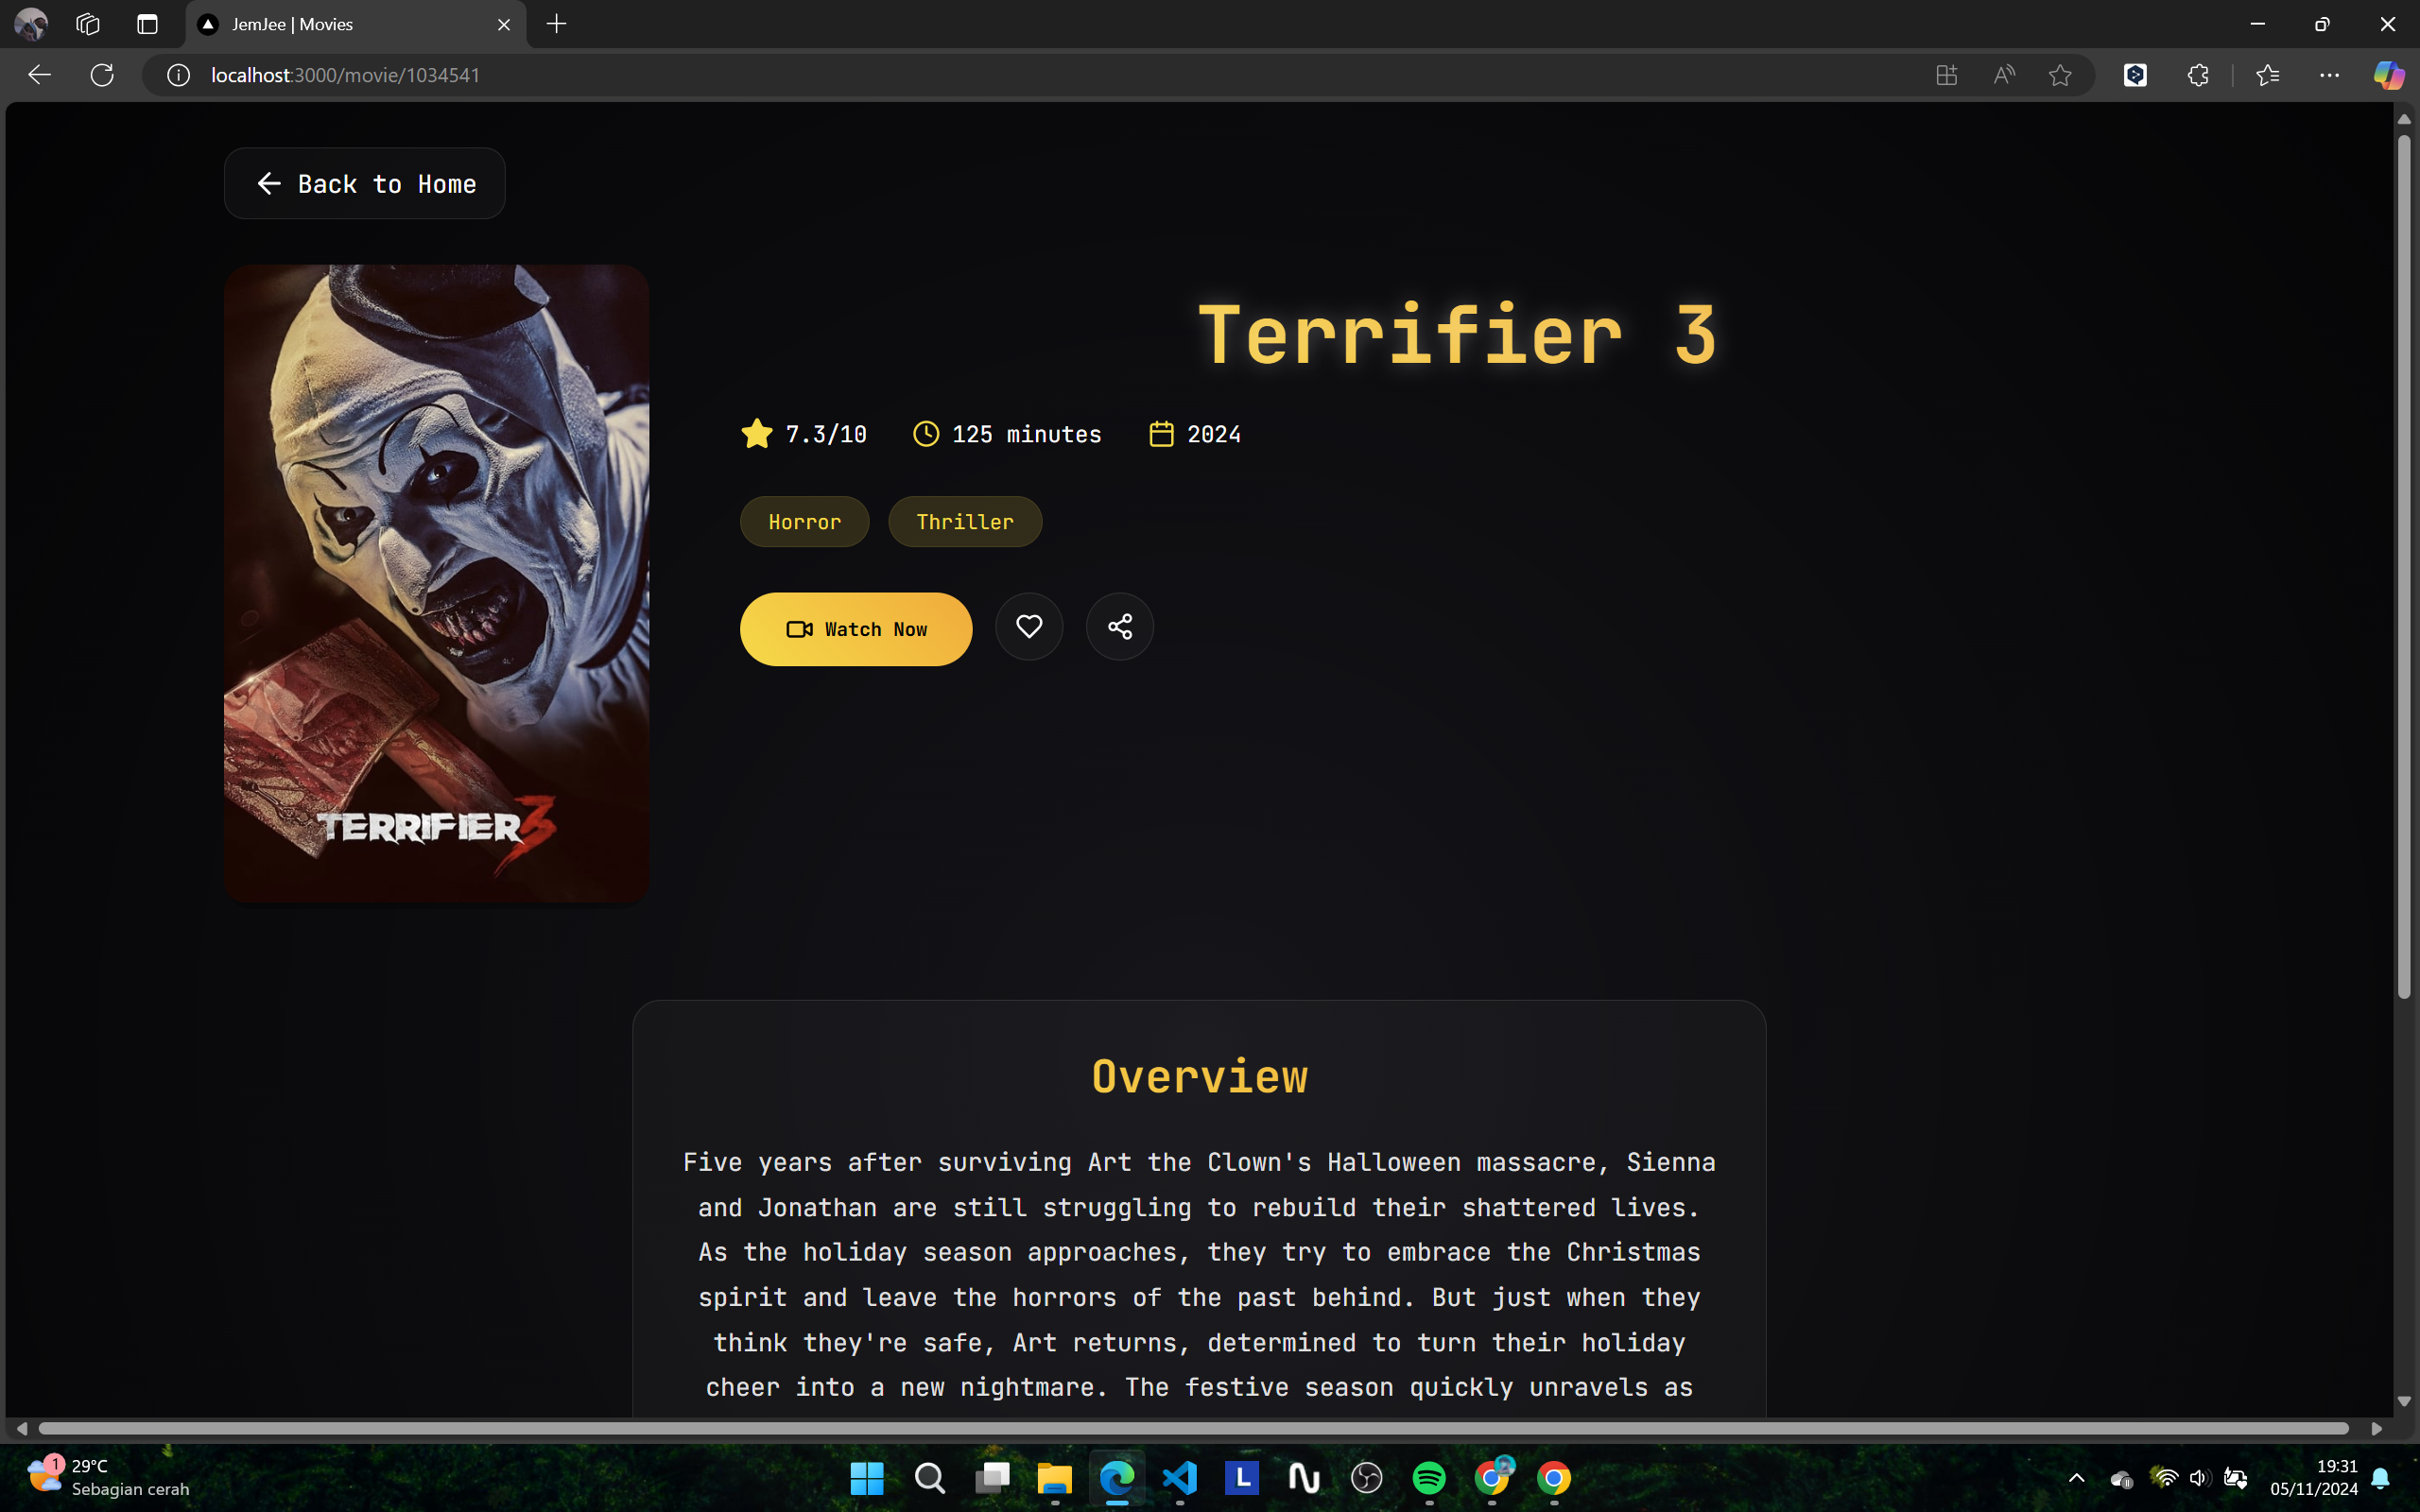 JemJee | Movies
localhost:3000/movie/1034541
Back to Home
Terrifier 3
7.3/10 125 minutes 2024
Horror Thriller
Watch Now
TERRIFIER 3
Overview
Five years after surviving Art the Clown's Halloween massacre, Sienna
and Jonathan are still struggling to rebuild their shattered lives.
As the holiday season approaches, they try to embrace the Christmas
spirit and leave the horrors of the past behind. But just when they
think they're safe, Art returns, determined to turn their holiday
cheer into a new nightmare. The festive season quickly unravels as
1
29°C
Sebagian cerah
L
19:31
05/11/2024